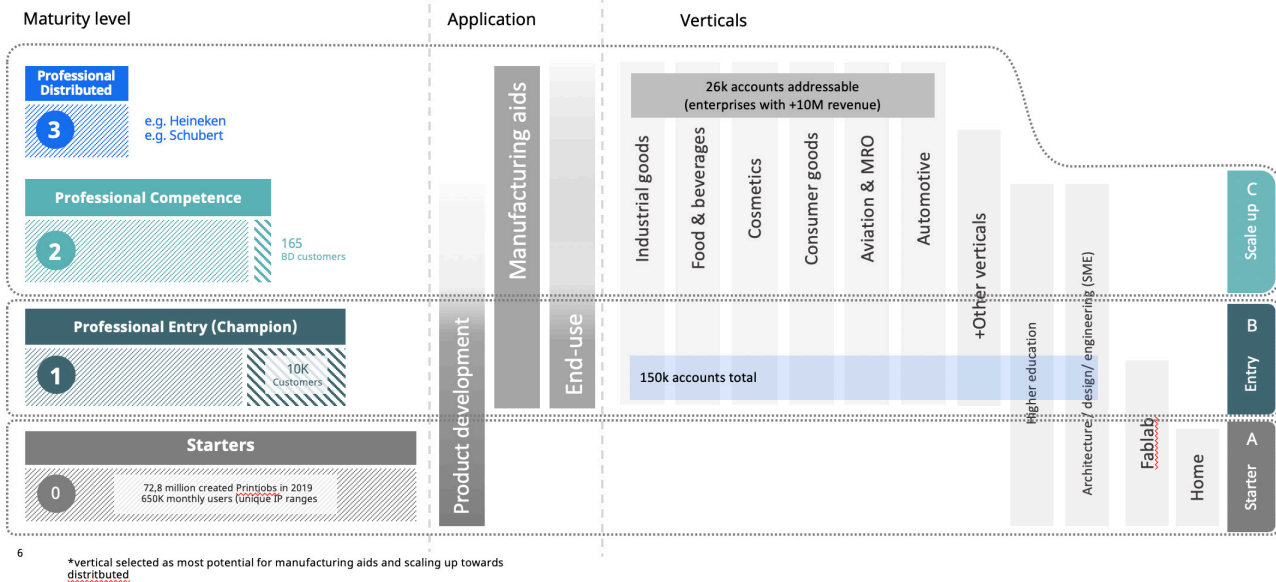 Maturity level
Application
Verticals
Professional
Distributed
3
e.g. Heineken
e.g. Schubert
Professional Competence
2
165
BD customers
Professional Entry (Champion)
1
10K
Customers
Starters
0
72,8 million created Printjobs in 2019
650K monthly users (unique IP ranges
Product development
Manufacturing aids
End-use
26k accounts addressable
(enterprises with +10M revenue)
Industrial goods
Food & beverages
Cosmetics
Consumer goods
Aviation & MRO
Automotive
+Other verticals
Higher education
Architecture / design/ engineering (SME)
Fablab
Home
150k accounts total
C
Scale up
B
Entry
A
Starter
6
*vertical selected as most potential for manufacturing aids and scaling up towards
distritbuted